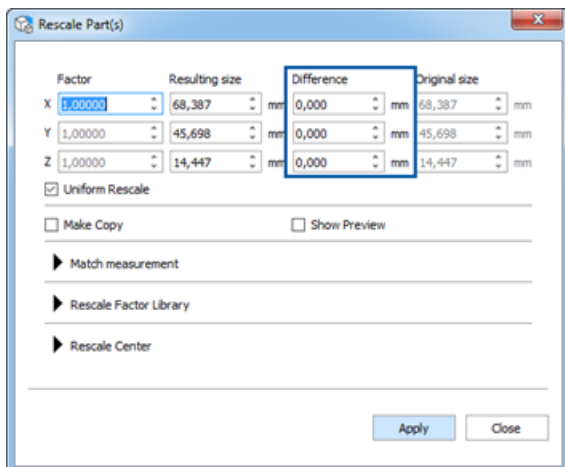 Rescale Part(s)
Factor Resulting size Difference Original size
X 1,00000 68,387 mm 0,000 mm 68,387 mm
Y 1,00000 45,698 mm 0,000 mm 45,698 mm
Z 1,00000 14,447 mm 0,000 mm 14,447 mm
Uniform Rescale
Make Copy Show Preview
Match measurement
Rescale Factor Library
Rescale Center
Apply Close